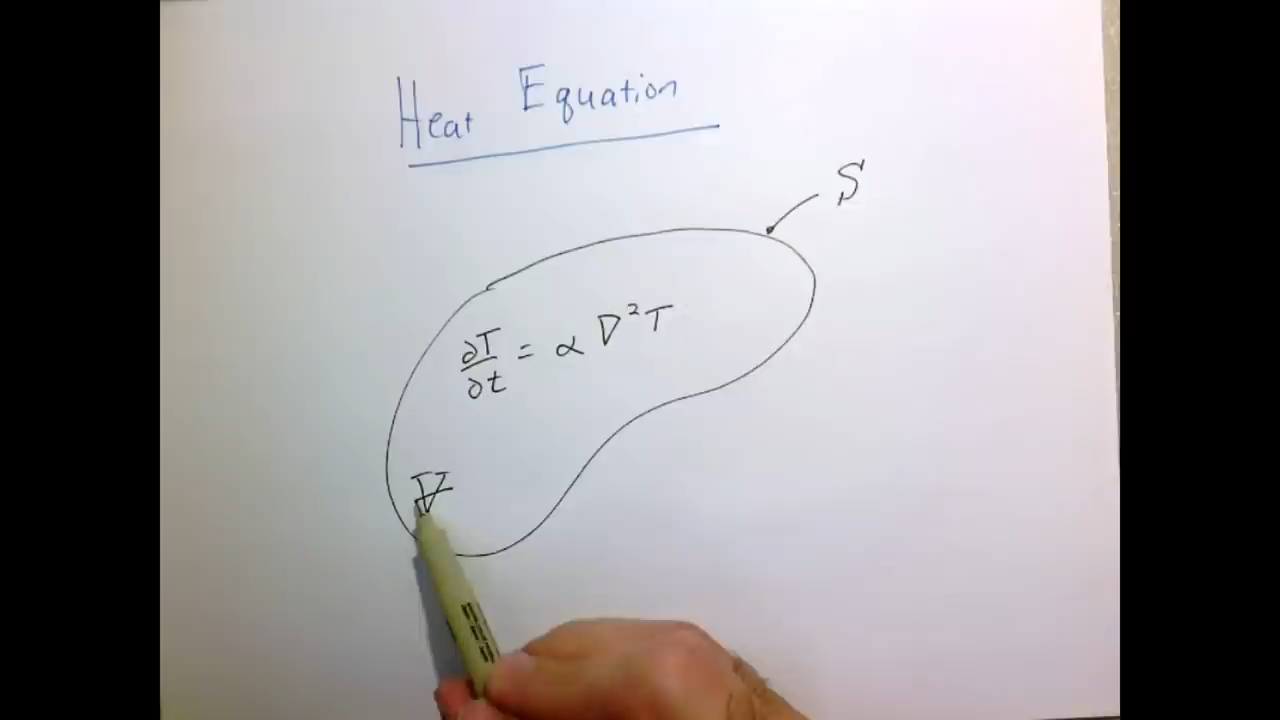 Heat Equation
S
∂T/∂t = α ∇²T
V